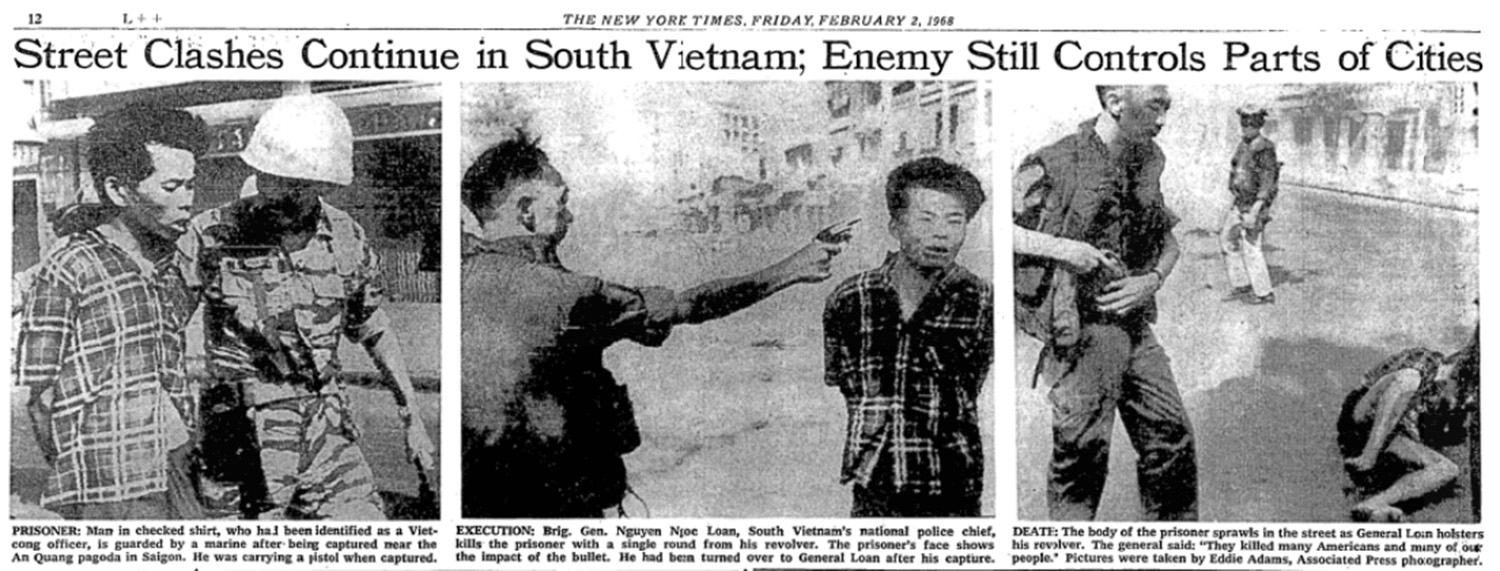 12
L + +
THE NEW YORK TIMES, FRIDAY, FEBRUARY 2, 1968
Street Clashes Continue in South Vietnam; Enemy Still Controls Parts of Cities
PRISONER: Man in checked shirt, who had been identified as a Viet-
cong officer, is guarded by a marine after being captured near the
An Quang pagoda in Saigon. He was carrying a pistol when captured.
EXECUTION: Brig. Gen. Nguyen Ngoc Loan, South Vietnam's national police chief,
kills the prisoner with a single round from his revolver. The prisoner's face shows
the impact of the bullet. He had been turned over to General Loan after his capture.
DEATH: The body of the prisoner sprawls in the street as General Loan holsters
his revolver. The general said: "They killed many Americans and many of our
people." Pictures were taken by Eddie Adams, Associated Press photographer.